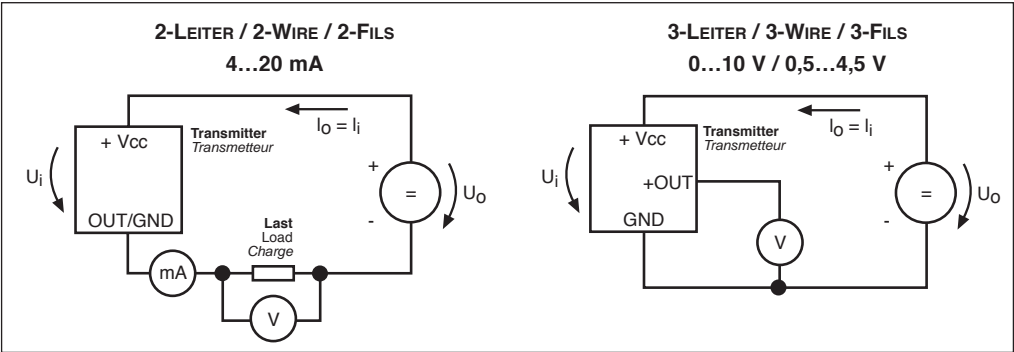 2-LEITER / 2-WIRE / 2-FILS
4…20 mA
Io = Ii
+ Vcc
Transmitter
Transmetteur
Ui
+
=
Uo
-
OUT/GND
Last
Load
Charge
mA
V
3-LEITER / 3-WIRE / 3-FILS
0…10 V / 0,5…4,5 V
Io = Ii
+ Vcc
Transmitter
Transmetteur
Ui
+OUT
+
=
Uo
-
GND
V